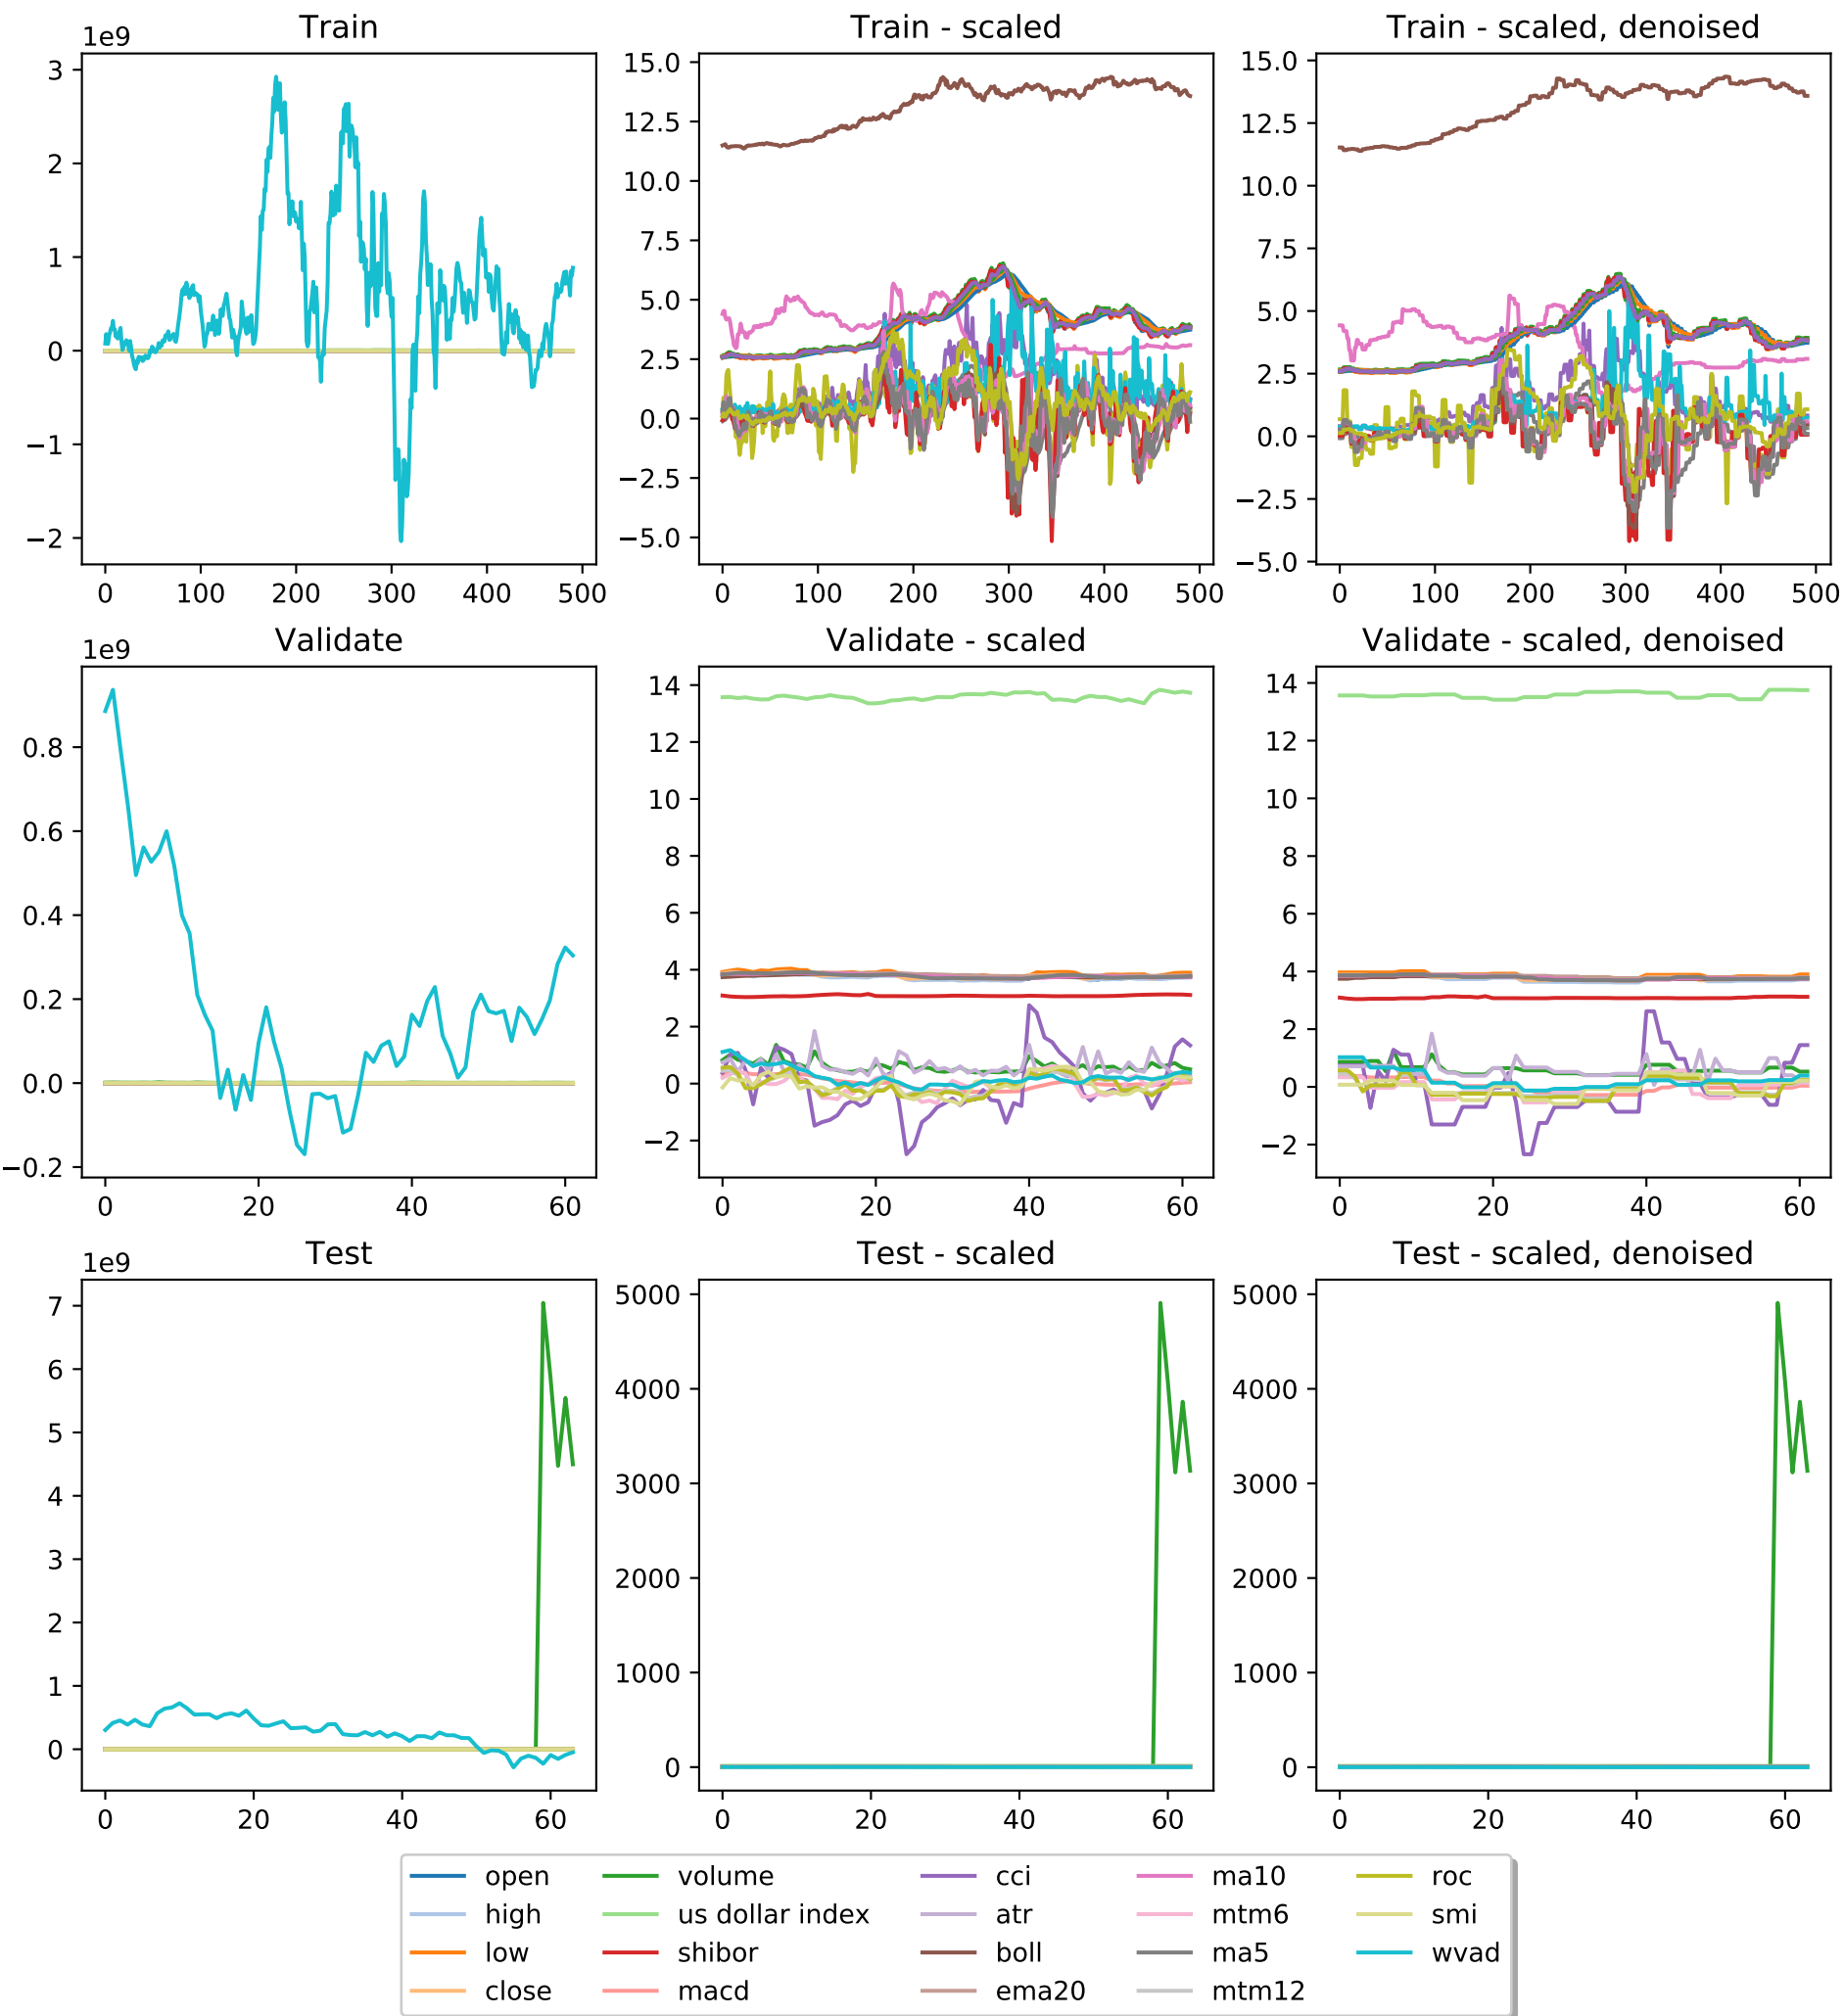 Train
Train - scaled
Train - scaled, denoised
1e9
3
2
1
0
−1
−2
0 100 200 300 400 500
15.0
12.5
10.0
7.5
5.0
2.5
0.0
−2.5
−5.0
0 100 200 300 400 500
15.0
12.5
10.0
7.5
5.0
2.5
0.0
−2.5
−5.0
0 100 200 300 400 500
Validate
Validate - scaled
Validate - scaled, denoised
1e9
0.8
0.6
0.4
0.2
0.0
−0.2
0 20 40 60
14
12
10
8
6
4
2
0
−2
0 20 40 60
14
12
10
8
6
4
2
0
−2
0 20 40 60
Test
Test - scaled
Test - scaled, denoised
1e9
7
6
5
4
3
2
1
0
0 20 40 60
5000
4000
3000
2000
1000
0
0 20 40 60
5000
4000
3000
2000
1000
0
0 20 40 60
open
high
low
close
volume
us dollar index
shibor
macd
cci
atr
boll
ema20
ma10
mtm6
ma5
mtm12
roc
smi
wvad